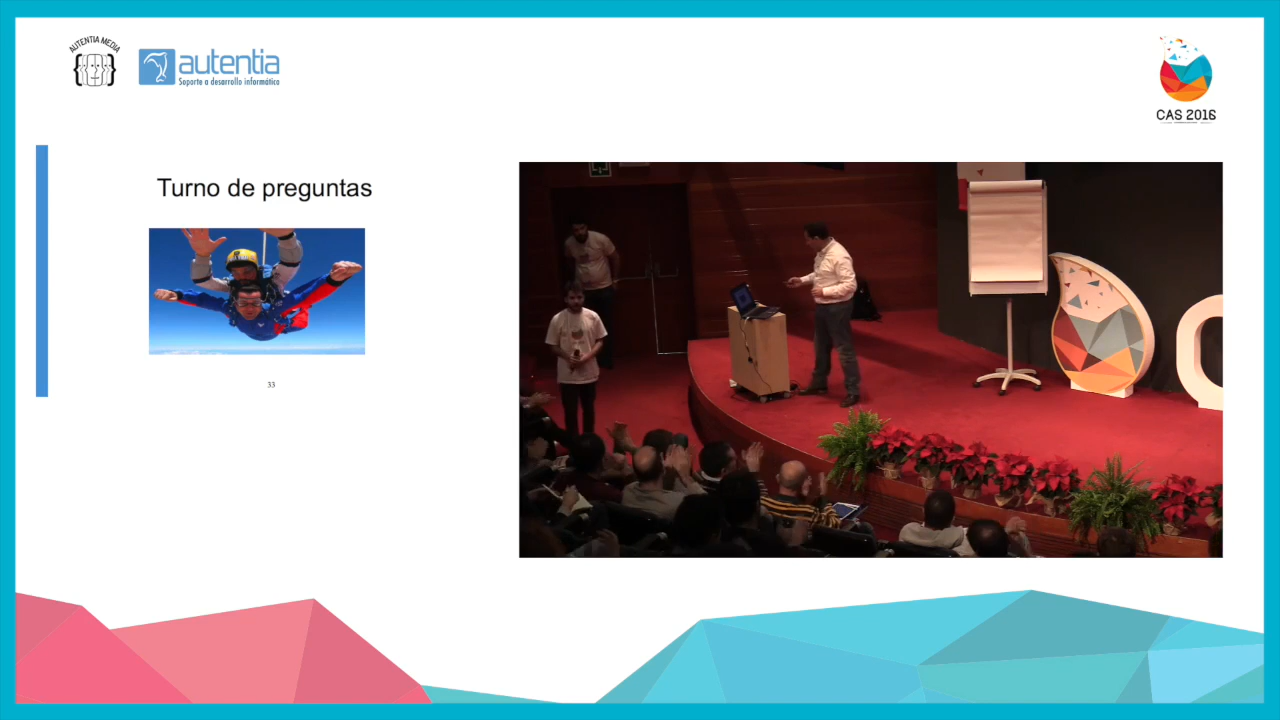 AUTENTIA MEDIA
autentia
Soporte a desarrollo informático
CAS 2016
Turno de preguntas
33